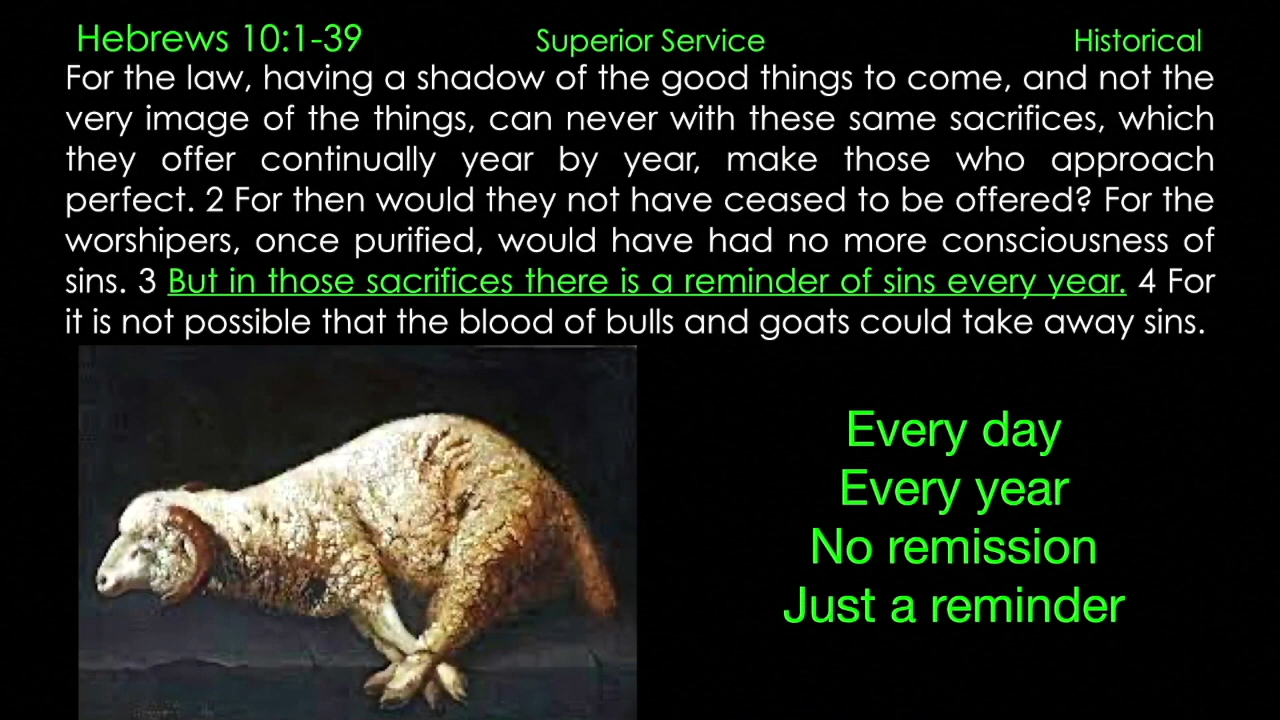 Hebrews 10:1-39 Superior Service Historical
For the law, having a shadow of the good things to come, and not the
very image of the things, can never with these same sacrifices, which
they offer continually year by year, make those who approach
perfect. 2 For then would they not have ceased to be offered? For the
worshipers, once purified, would have had no more consciousness of
sins. 3 But in those sacrifices there is a reminder of sins every year. 4 For
it is not possible that the blood of bulls and goats could take away sins.
Every day
Every year
No remission
Just a reminder